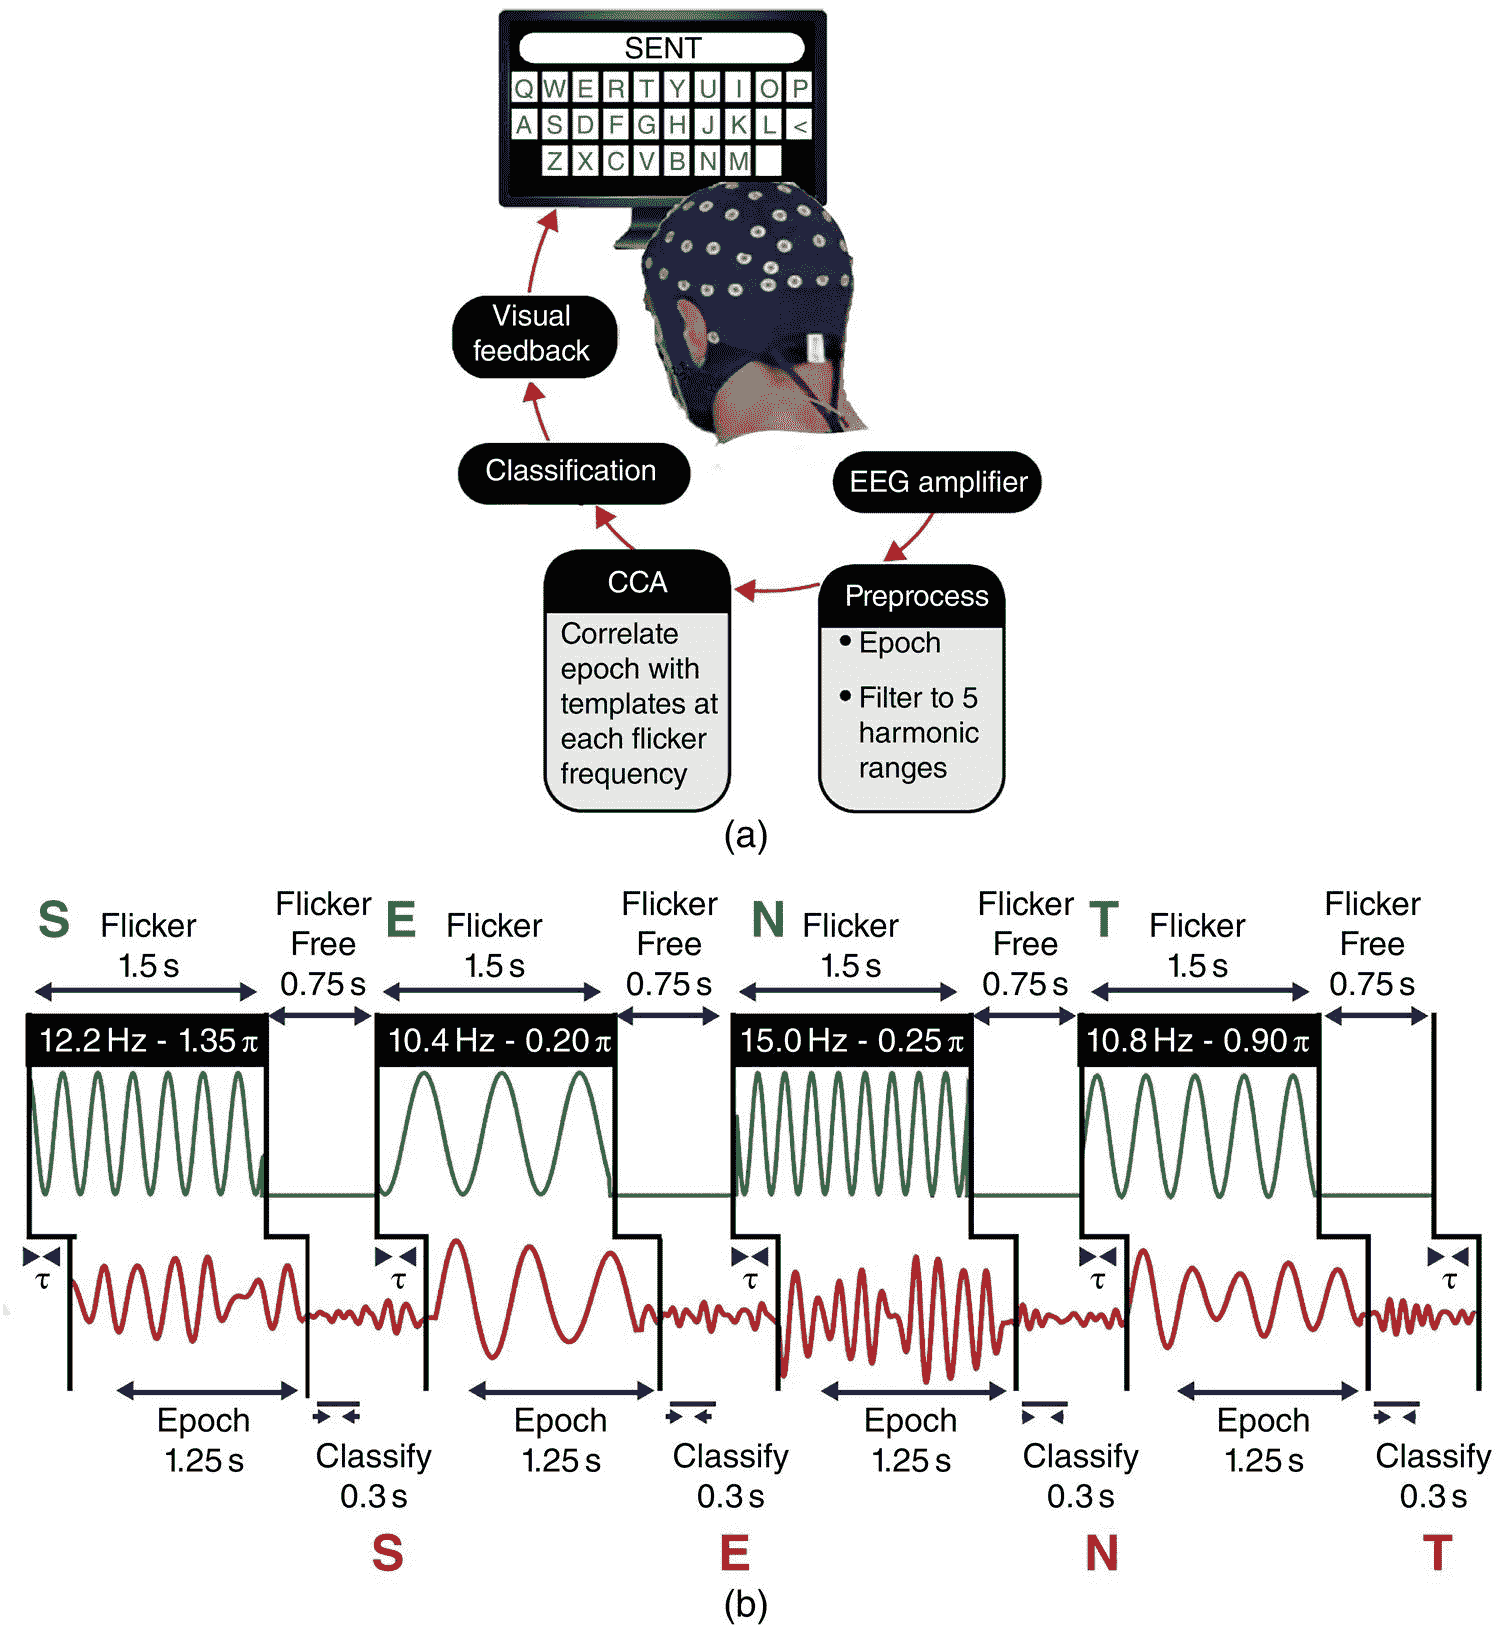 SENT
Q W E R T Y U I O P
A S D F G H J K L <
Z X C V B N M
Visual
feedback
Classification
EEG amplifier
CCA
Correlate
epoch with
templates at
each flicker
frequency
Preprocess
• Epoch
• Filter to 5
harmonic
ranges
(a)
S Flicker
1.5 s
Flicker
Free
0.75 s
E Flicker
1.5 s
Flicker
Free
0.75 s
N Flicker
1.5 s
Flicker
Free
0.75 s
T Flicker
1.5 s
Flicker
Free
0.75 s
12.2 Hz - 1.35 π
10.4 Hz - 0.20 π
15.0 Hz - 0.25 π
10.8 Hz - 0.90 π
τ
τ
τ
τ
τ
Epoch
1.25 s
Classify
0.3 s
Epoch
1.25 s
Classify
0.3 s
Epoch
1.25 s
Classify
0.3 s
Epoch
1.25 s
Classify
0.3 s
S E N T
(b)